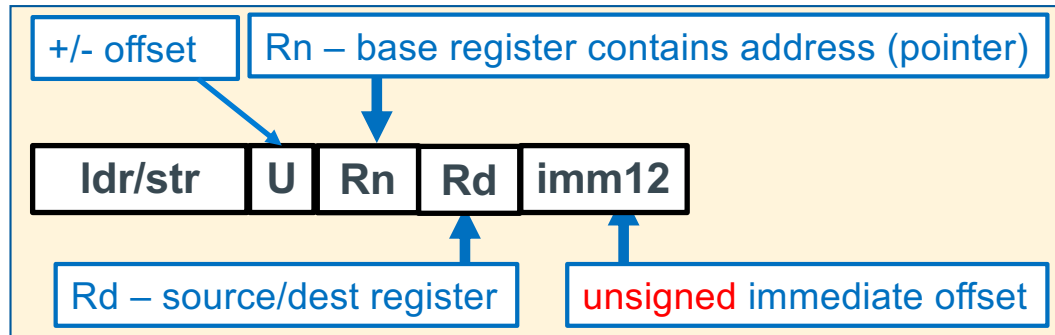 +/- offset
Rn – base register contains address (pointer)
ldr/str U Rn Rd imm12
Rd – source/dest register
unsigned immediate offset